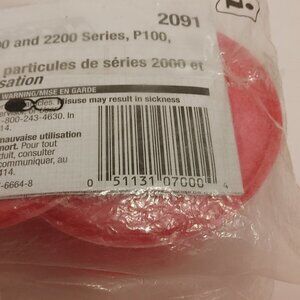 2091
00 and 2200 Series, P100,
particules de séries 2000 et
isation
WARNING/MISE EN GARDE
Misuse may result in sickness
-800-243-4630. In
414.
mauvaise utilisation
mort. Pour tout
duit, consulter
communiquer, au
414.
-6664-8
0 51131 07000 4